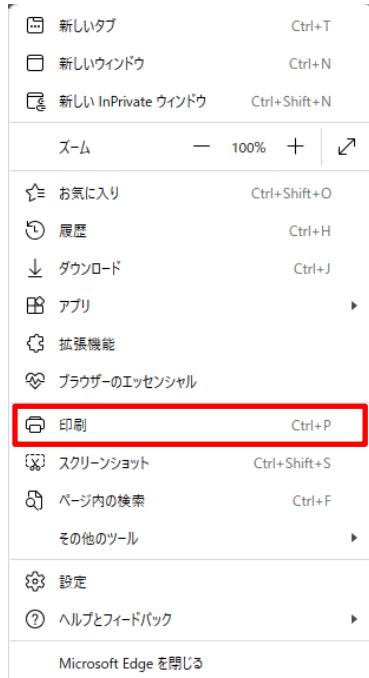 新しいタブ Ctrl+T
新しいウィンドウ Ctrl+N
新しい InPrivate ウィンドウ Ctrl+Shift+N
ズーム — 100% +
お気に入り Ctrl+Shift+O
履歴 Ctrl+H
ダウンロード Ctrl+J
アプリ
拡張機能
ブラウザーのエッセンシャル
印刷 Ctrl+P
スクリーンショット Ctrl+Shift+S
ページ内の検索 Ctrl+F
その他のツール
設定
ヘルプとフィードバック
Microsoft Edge を閉じる